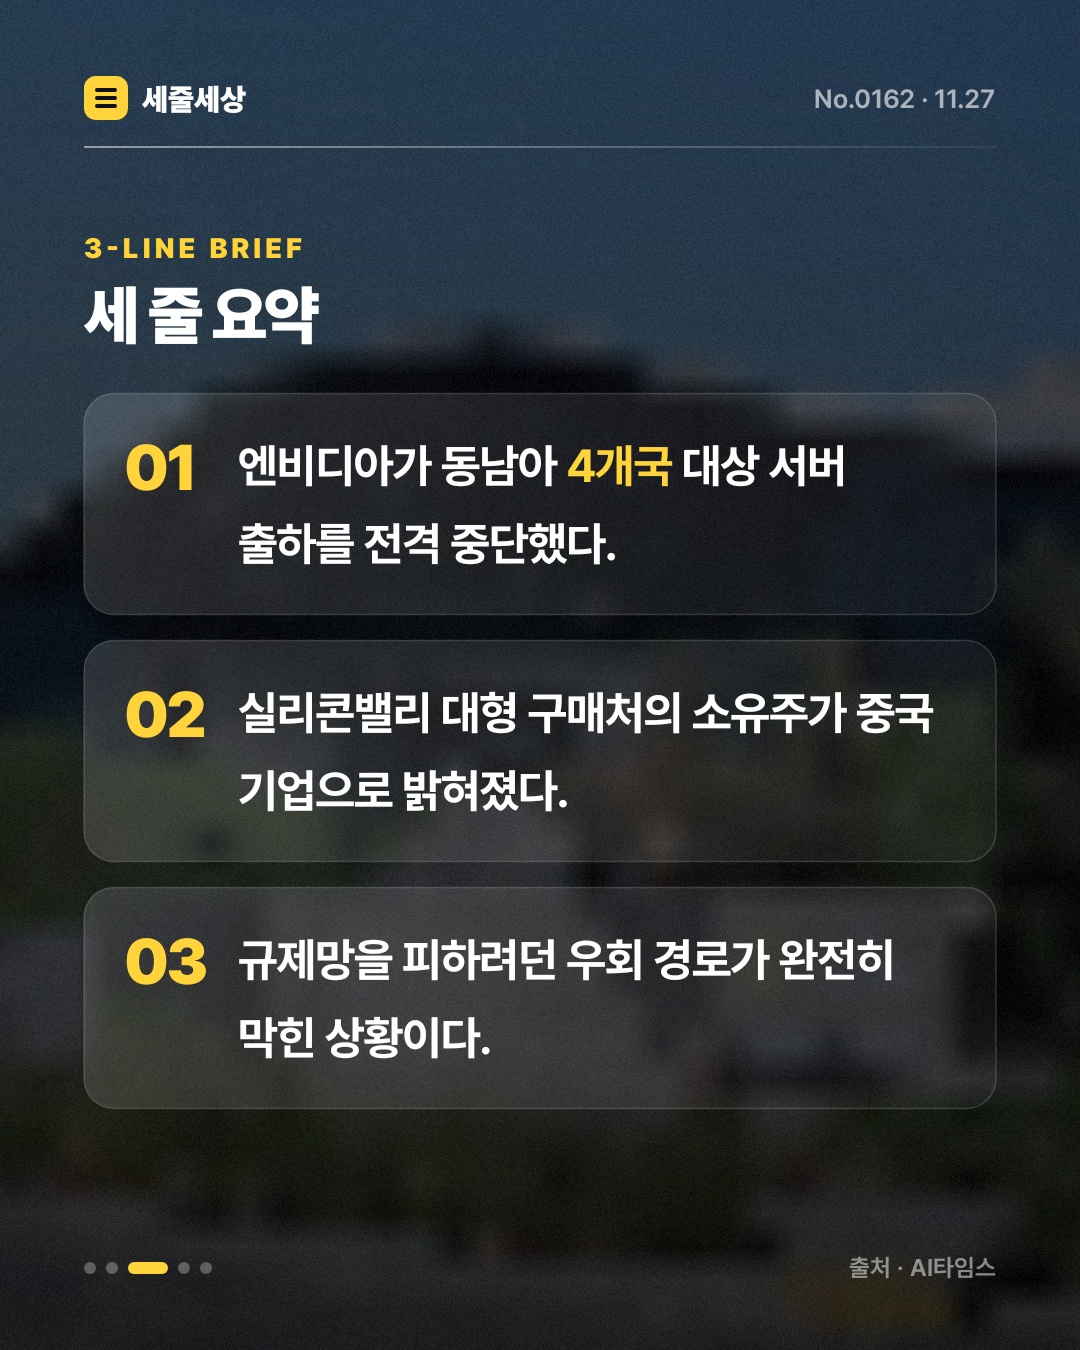 세줄세상
No.0162 · 11.27
3-LINE BRIEF
세 줄 요약
01 엔비디아가 동남아 4개국 대상 서버
출하를 전격 중단했다.
02 실리콘밸리 대형 구매처의 소유주가 중국
기업으로 밝혀졌다.
03 규제망을 피하려던 우회 경로가 완전히
막힌 상황이다.
출처 · AI타임스